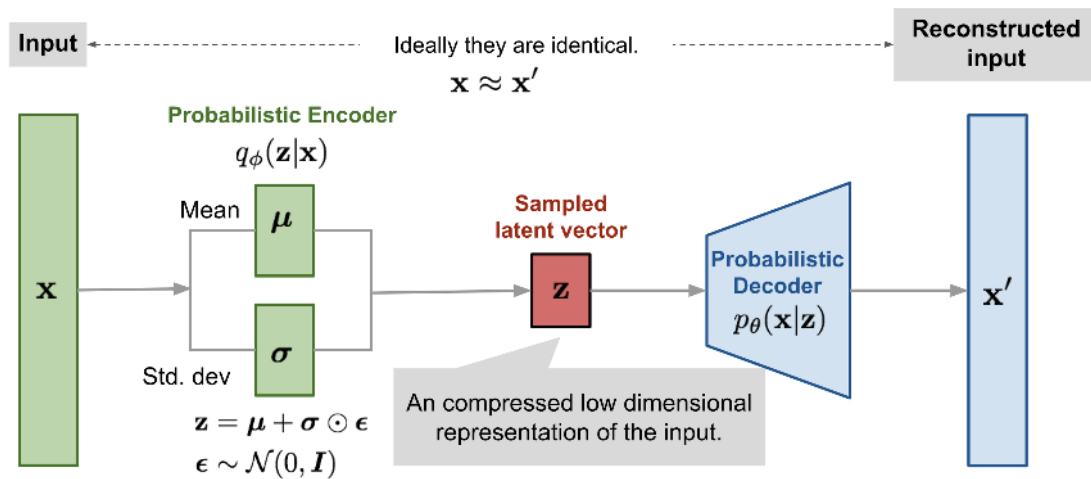 Input
Ideally they are identical.
x ≈ x′
Reconstructed
input
Probabilistic Encoder
qϕ(z|x)
Mean
μ
Std. dev
σ
z = μ + σ ⊙ ϵ
ϵ ∼ 𝒩(0, I)
x
Sampled
latent vector
z
An compressed low dimensional
representation of the input.
Probabilistic
Decoder
pθ(x|z)
x′